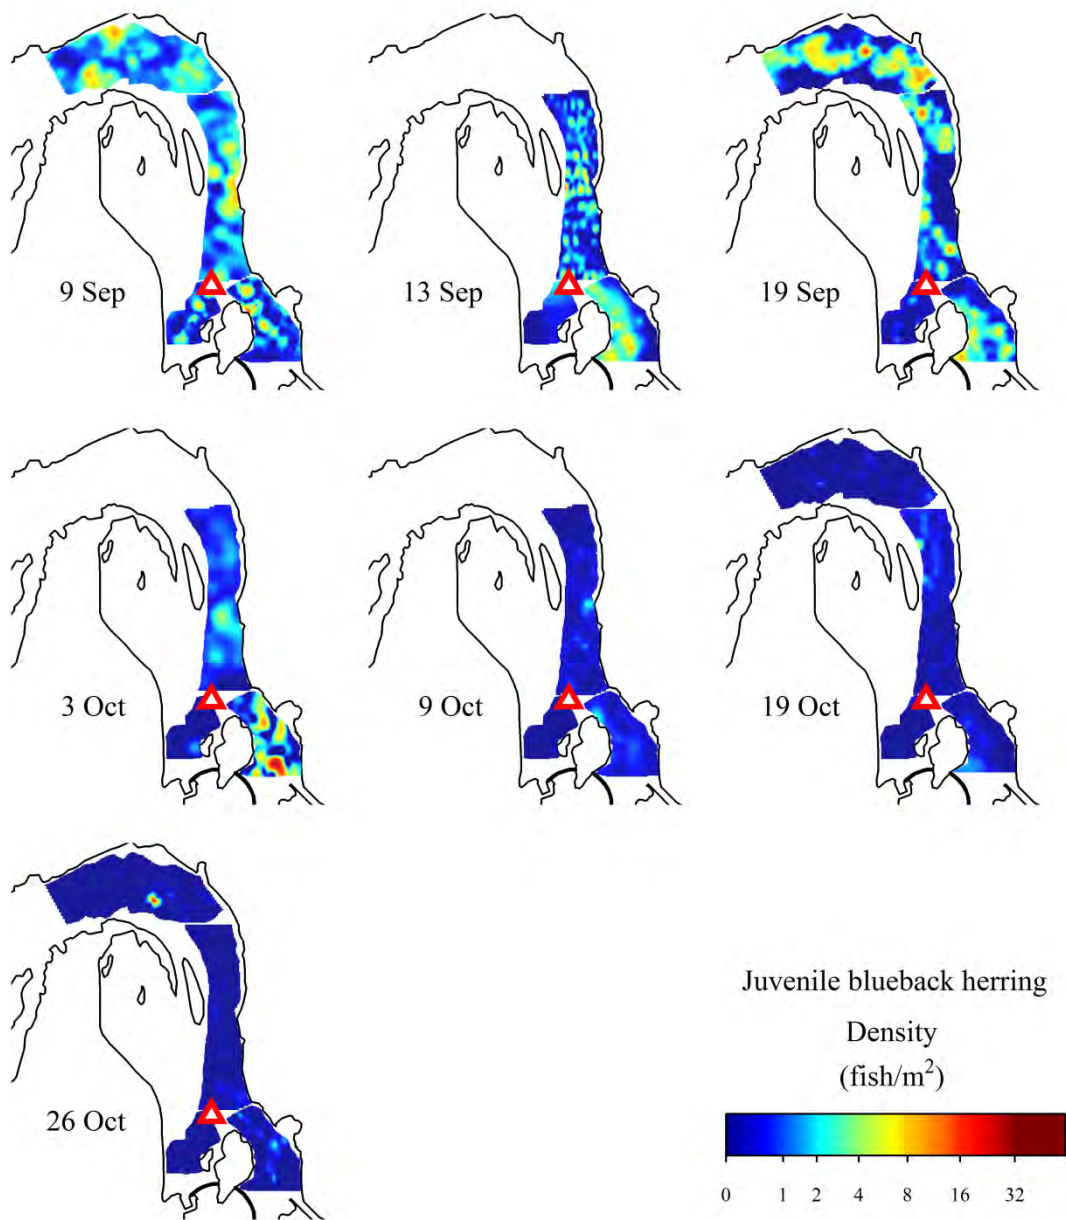 9 Sep
13 Sep
19 Sep
3 Oct
9 Oct
19 Oct
26 Oct
Juvenile blueback herring
Density
(fish/m²)
0 1 2 4 8 16 32